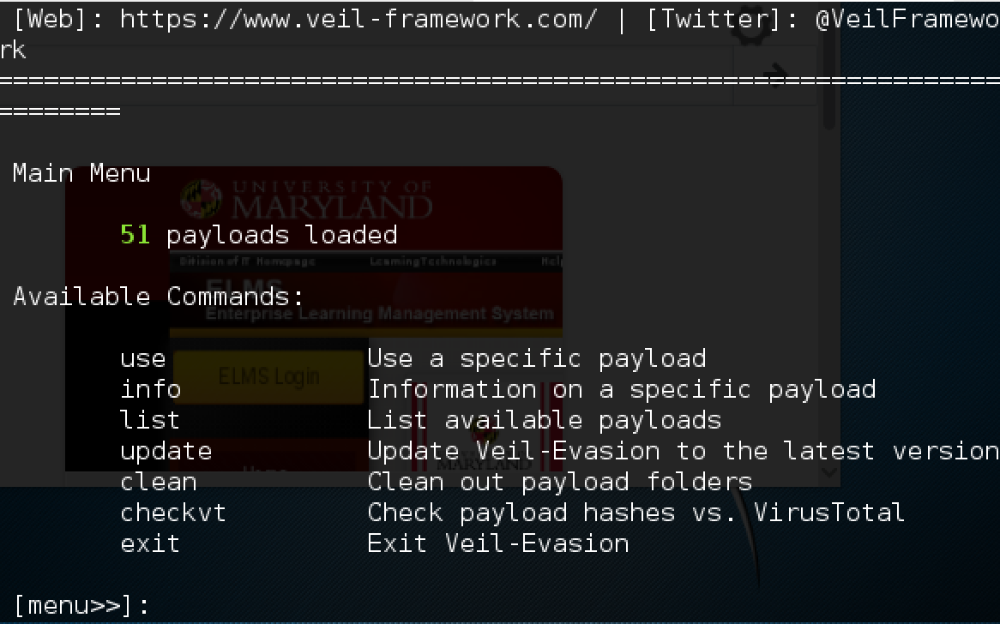 [Web]: https://www.veil-framework.com/ | [Twitter]: @VeilFramewo
rk
=================================================================
========
Main Menu
UNIVERSITY OF
MARYLAND
51 payloads loaded
Division of IT Homepage LearningTechnologies Hel
Available Commands:
ELMS
Enterprise Learning Management System
use Use a specific payload
ELMS Login
info Information on a specific payload
list List available payloads
update Update Veil-Evasion to the latest version
MARYLAND
clean Clean out payload folders
checkvt Check payload hashes vs. VirusTotal
exit Exit Veil-Evasion
[menu>>]: